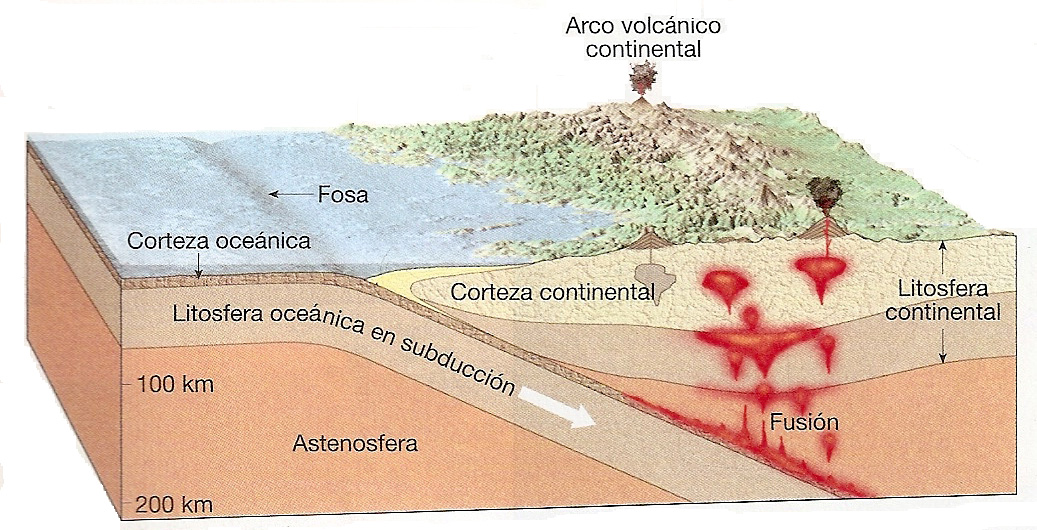 Arco volcánico
continental
Fosa
Corteza oceánica
Corteza continental
Litosfera
continental
Litosfera oceánica en subducción
100 km
Fusión
Astenosfera
200 km